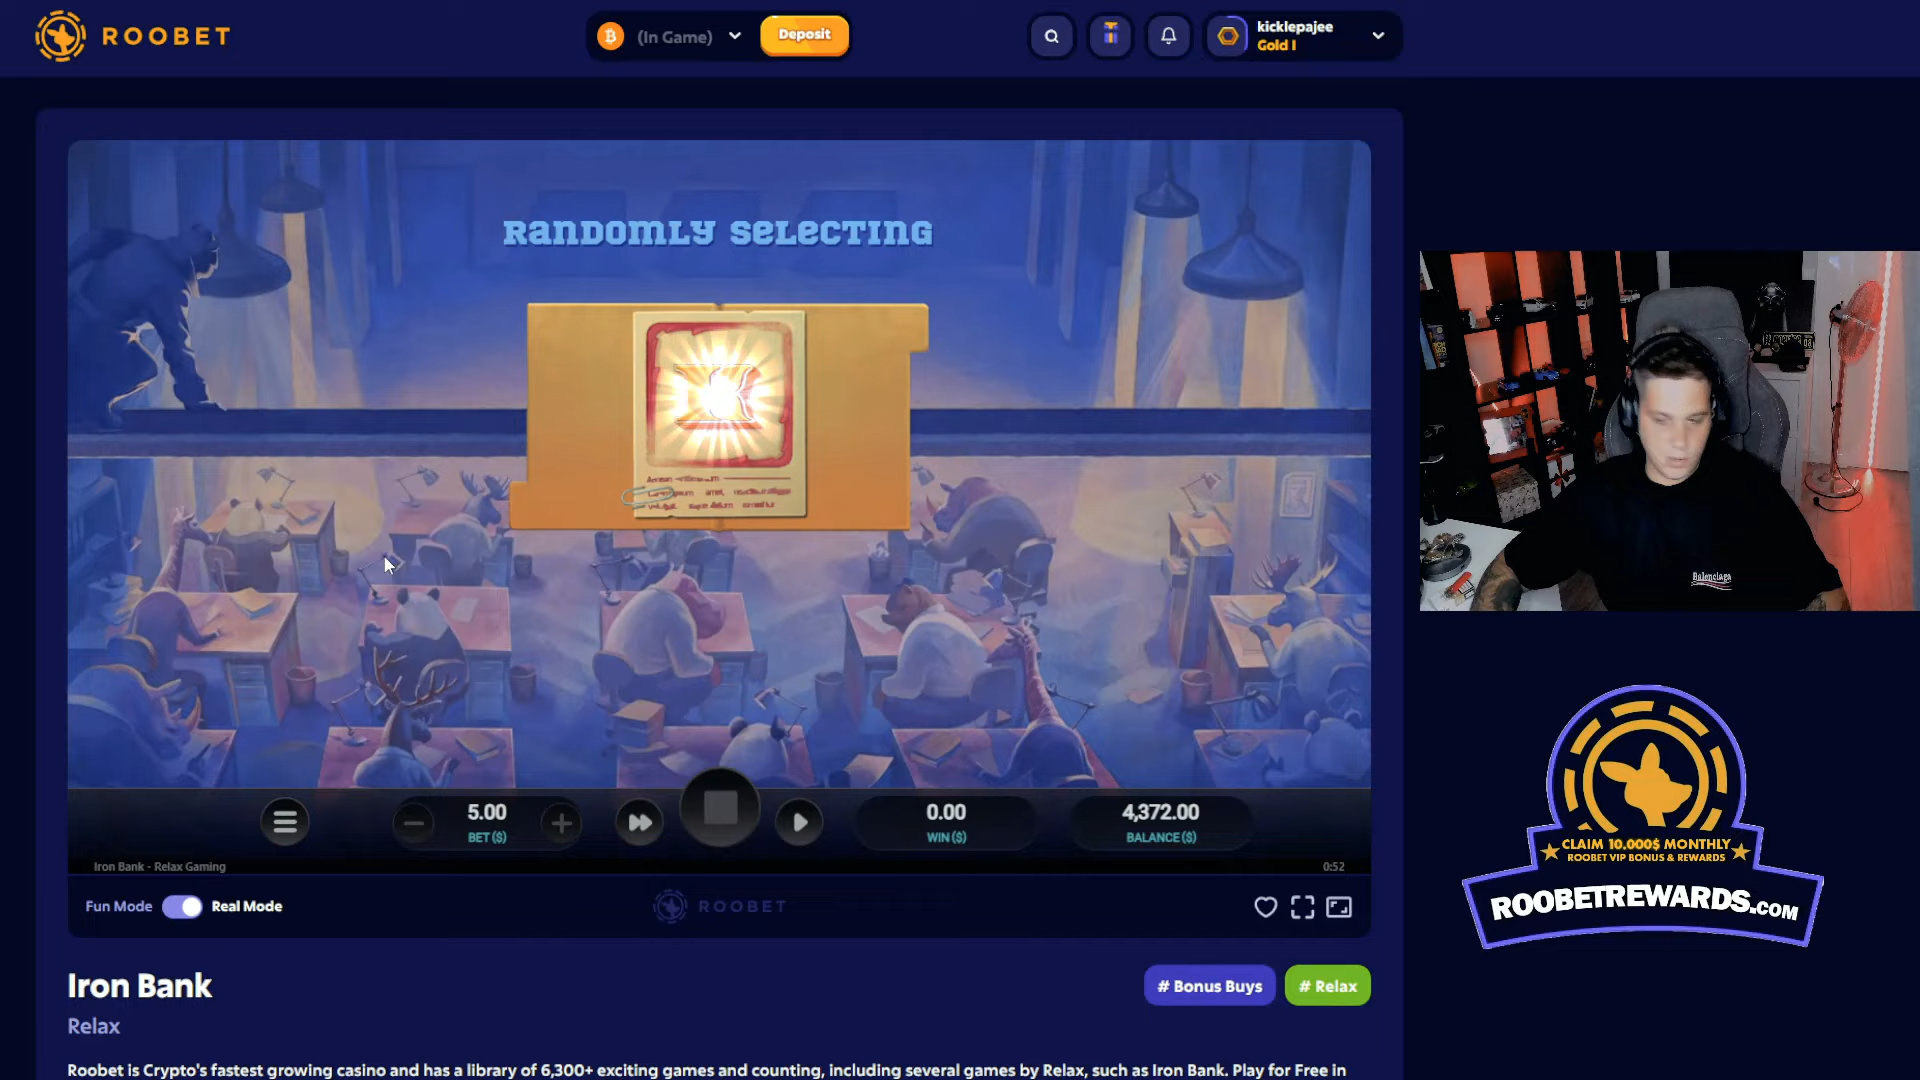 ROOBET
(In Game)
Deposit
kicklepajee
Gold I
RANDOMLY SELECTING
5.00
BET ($)
0.00
WIN ($)
4,372.00
BALANCE ($)
Iron Bank - Relax Gaming
0:52
Fun Mode
Real Mode
ROOBET
Balenciaga
CLAIM 10.000$ MONTHLY
ROOBET VIP BONUS & REWARDS
ROOBETREWARDS.COM
Iron Bank
# Bonus Buys
# Relax
Relax
Roobet is Crypto's fastest growing casino and has a library of 6,300+ exciting games and counting, including several games by Relax, such as Iron Bank. Play for Free in